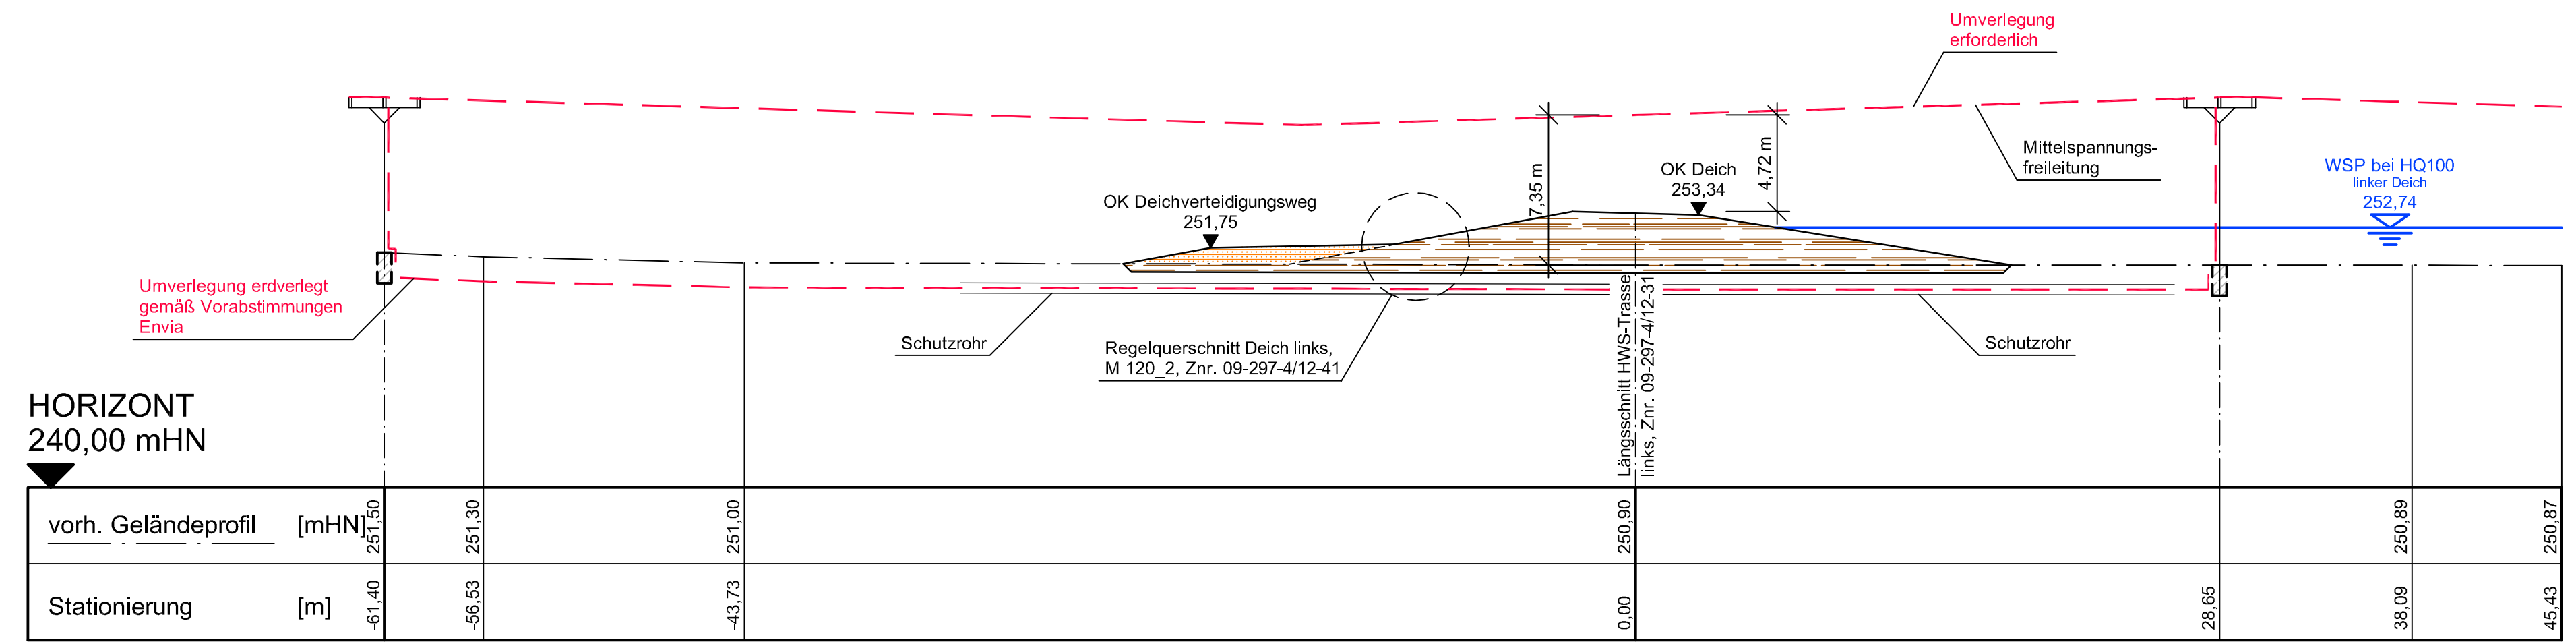 Umverlegung
erforderlich
Mittelspannungs-
freileitung
WSP bei HQ100
linker Deich
252,74
OK Deich
253,34
4,72 m
7,35 m
OK Deichverteidigungsweg
251,75
Umverlegung erdverlegt
gemäß Vorabstimmungen
Envia
Schutzrohr
Regelquerschnitt Deich links,
M 120_2, Znr. 09-297-4/12-41
Längsschnitt HWS-Trasse
links, Znr. 09-297-4/12-31
Schutzrohr
HORIZONT
240,00 mHN
vorh. Geländeprofil [mHN] 251,50 251,30 251,00 250,90 250,89 250,87
Stationierung [m] -61,40 -56,53 -43,73 0,00 28,65 38,09 45,43